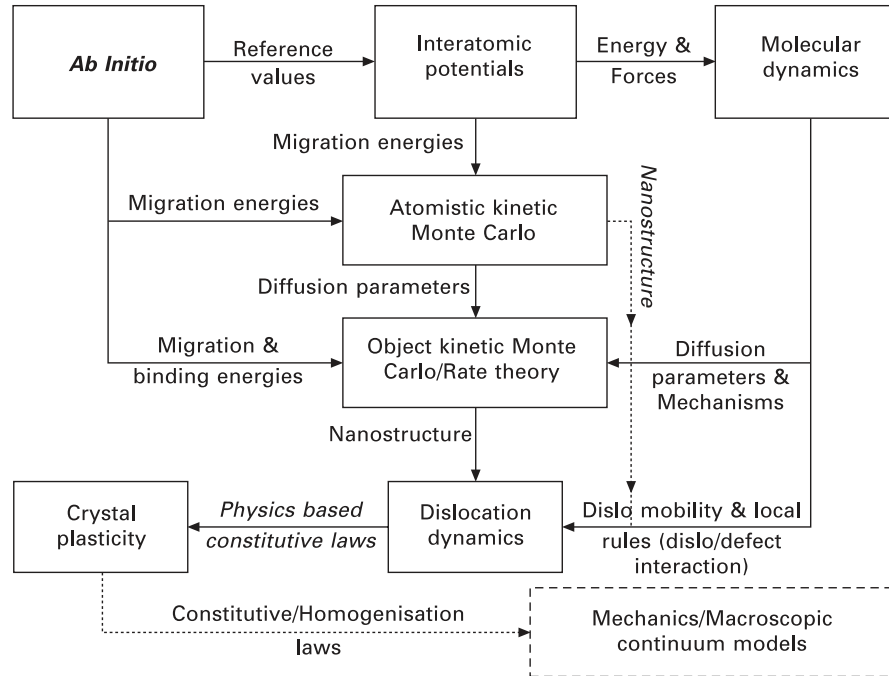 Ab Initio
Reference
values
Interatomic
potentials
Energy &
Forces
Molecular
dynamics
Migration energies
Migration energies
Atomistic kinetic
Monte Carlo
Nanostructure
Diffusion parameters
Migration &
binding energies
Object kinetic Monte
Carlo/Rate theory
Diffusion
parameters &
Mechanisms
Nanostructure
Crystal
plasticity
Physics based
constitutive laws
Dislocation
dynamics
Dislo mobility & local
rules (dislo/defect
interaction)
Constitutive/Homogenisation
laws
Mechanics/Macroscopic
continuum models